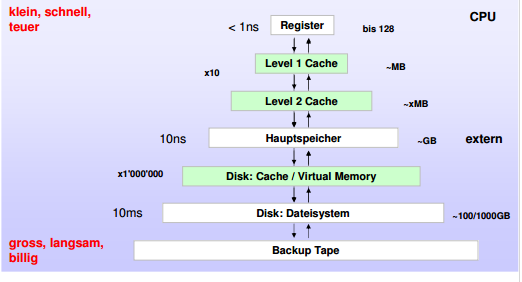 klein, schnell,
teuer
CPU
< 1ns
Register
bis 128
Level 1 Cache
~MB
x10
Level 2 Cache
~xMB
10ns
Hauptspeicher
~GB
extern
x1'000'000
Disk: Cache / Virtual Memory
10ms
Disk: Dateisystem
~100/1000GB
gross, langsam,
billig
Backup Tape